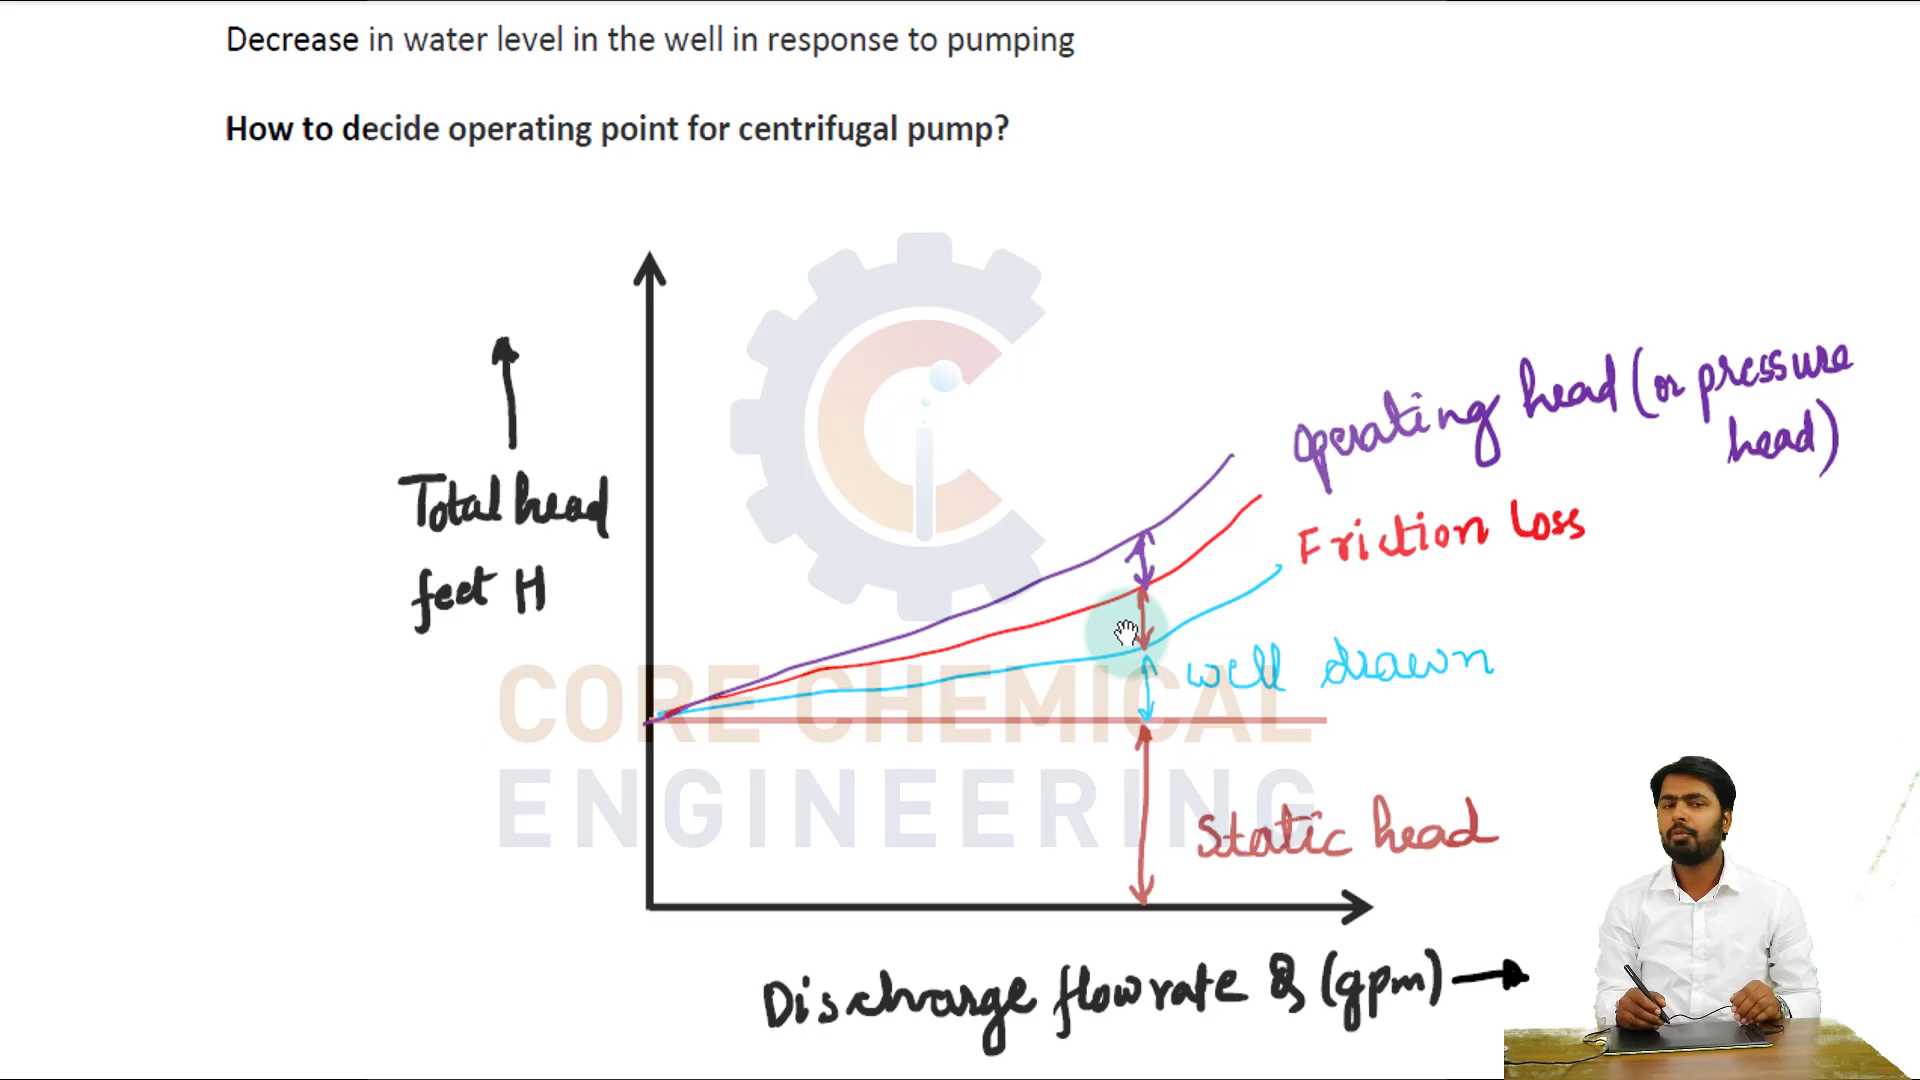 Decrease in water level in the well in response to pumping
How to decide operating point for centrifugal pump?
Operating head (or pressure
head)
Total head
feet H
Friction Loss
well drawn
CORE CHEMICAL
ENGINEERING
Static head
Discharge flow rate Q (gpm)